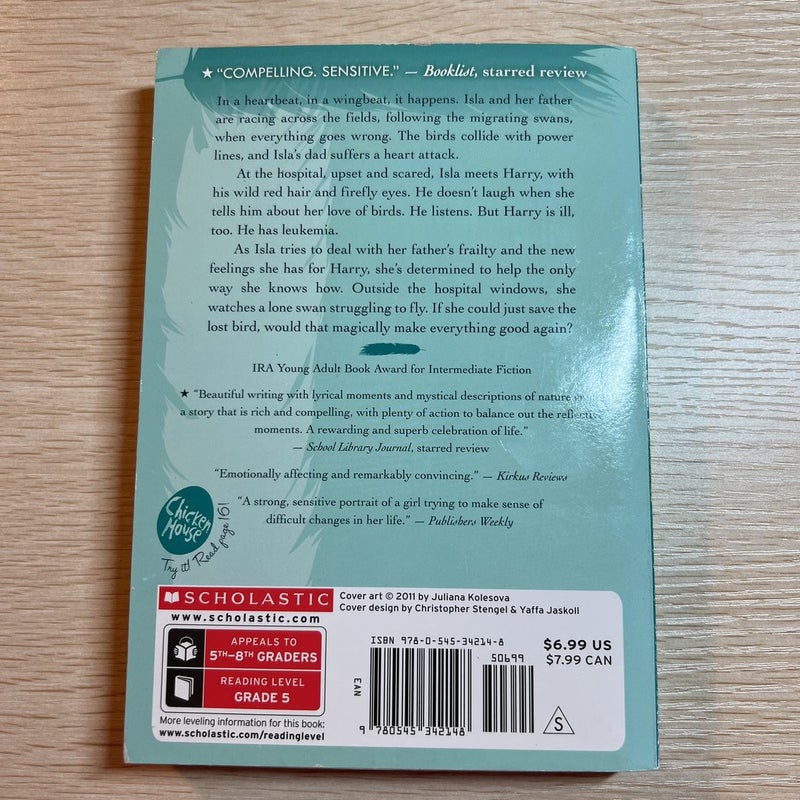 ★ "COMPELLING. SENSITIVE." — Booklist, starred review
In a heartbeat, in a wingbeat, it happens. Isla and her father
are racing across the fields, following the migrating swans,
when everything goes wrong. The birds collide with power
lines, and Isla's dad suffers a heart attack.
At the hospital, upset and scared, Isla meets Harry, with
his wild red hair and firefly eyes. He doesn't laugh when she
tells him about her love of birds. He listens. But Harry is ill,
too. He has leukemia.
As Isla tries to deal with her father's frailty and the new
feelings she has for Harry, she's determined to help the only
way she knows how. Outside the hospital windows, she
watches a lone swan struggling to fly. If she could just save the
lost bird, would that magically make everything good again?
IRA Young Adult Book Award for Intermediate Fiction
★ "Beautiful writing with lyrical moments and mystical descriptions of nature
a story that is rich and compelling, with plenty of action to balance out the reflective
moments. A rewarding and superb celebration of life."
— School Library Journal, starred review
"Emotionally affecting and remarkably convincing." — Kirkus Reviews
"A strong, sensitive portrait of a girl trying to make sense of
difficult changes in her life." — Publishers Weekly
Chicken
House
Try it! Read page 16!
SCHOLASTIC
www.scholastic.com
Cover art © 2011 by Juliana Kolesova
Cover design by Christopher Stengel & Yaffa Jaskoll
APPEALS TO
5TH–8TH GRADERS
READING LEVEL
GRADE 5
More leveling information for this book:
www.scholastic.com/readinglevel
ISBN 978-0-545-34214-8
50699
EAN
9 780545 342148
$6.99 US
$7.99 CAN
S